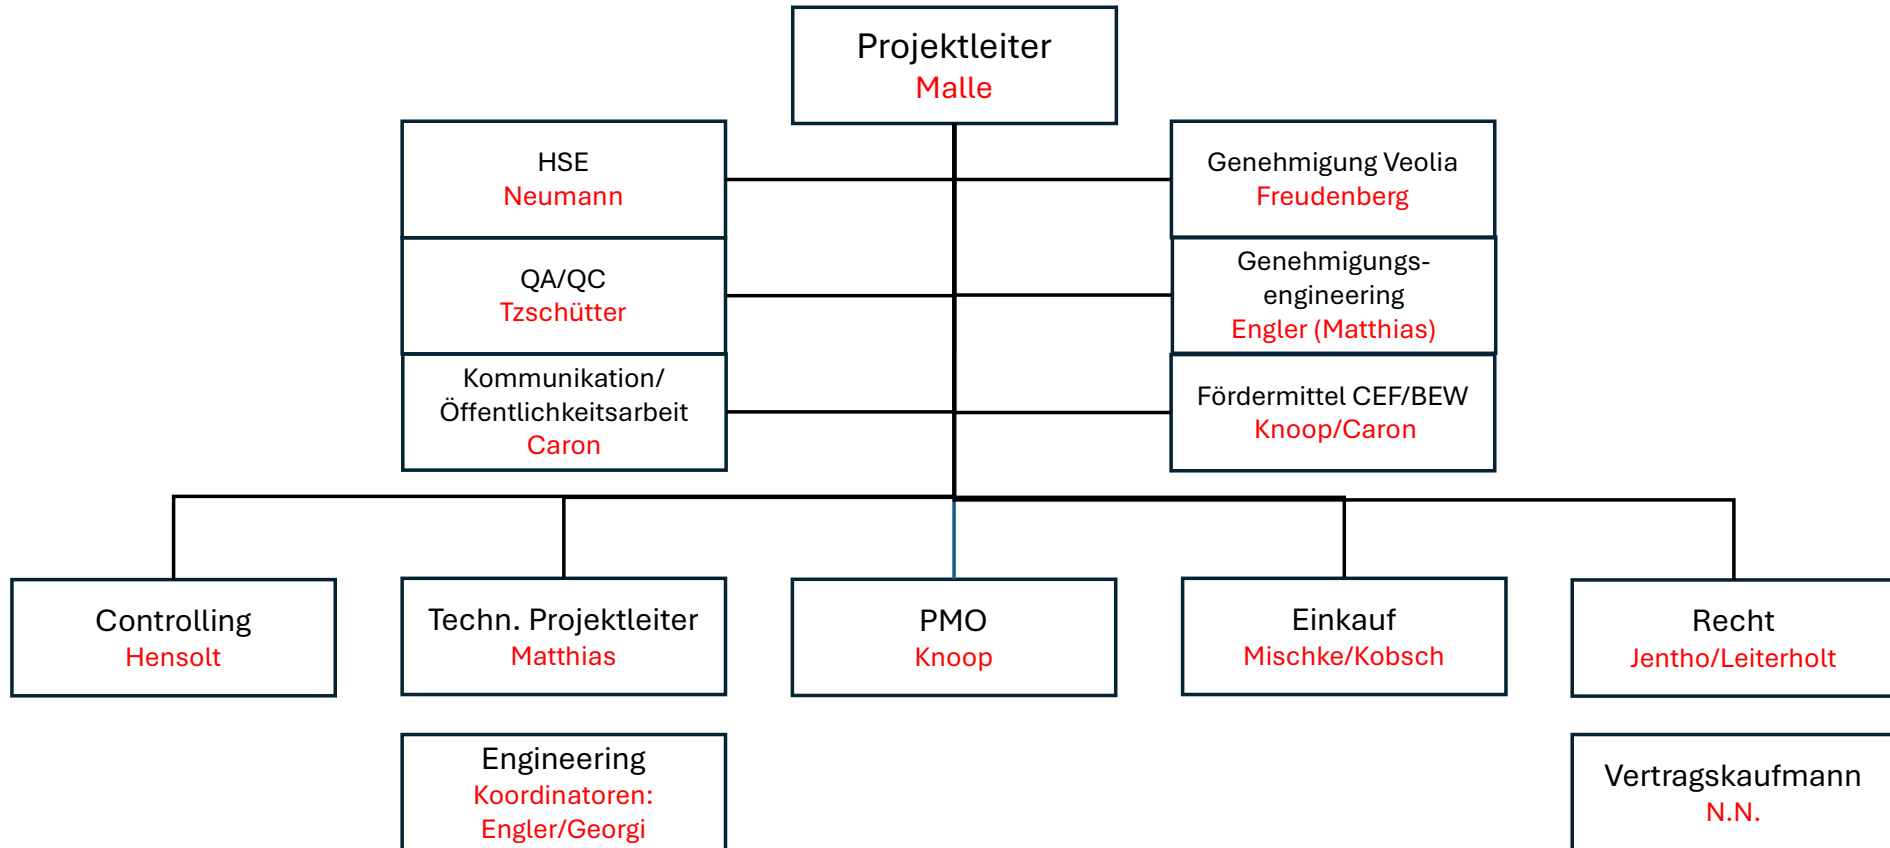 Projektleiter
Malle
HSE
Neumann
Genehmigung Veolia
Freudenberg
QA/QC
Tzschütter
Genehmigungs-
engineering
Engler (Matthias)
Kommunikation/
Öffentlichkeitsarbeit
Caron
Fördermittel CEF/BEW
Knoop/Caron
Controlling
Hensolt
Techn. Projektleiter
Matthias
PMO
Knoop
Einkauf
Mischke/Kobsch
Recht
Jentho/Leiterholt
Engineering
Koordinatoren:
Engler/Georgi
Vertragskaufmann
N.N.